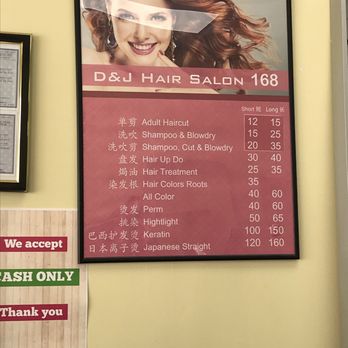 D&J HAIR SALON 168
Short 短 Long 长
单剪 Adult Haircut 12 15
洗吹 Shampoo & Blowdry 15 25
洗吹剪 Shampoo, Cut & Blowdry 20 35
盘发 Hair Up Do 30 40
焗油 Hair Treatment 25 35
染发根 Hair Colors Roots 35
All Color 40 60
烫发 Perm 40 60
挑染 Hightlight 50 65
巴西护发烫 Keratin 100 150
日本离子烫 Japanese Straight 120 160
We accept
CASH ONLY
Thank you